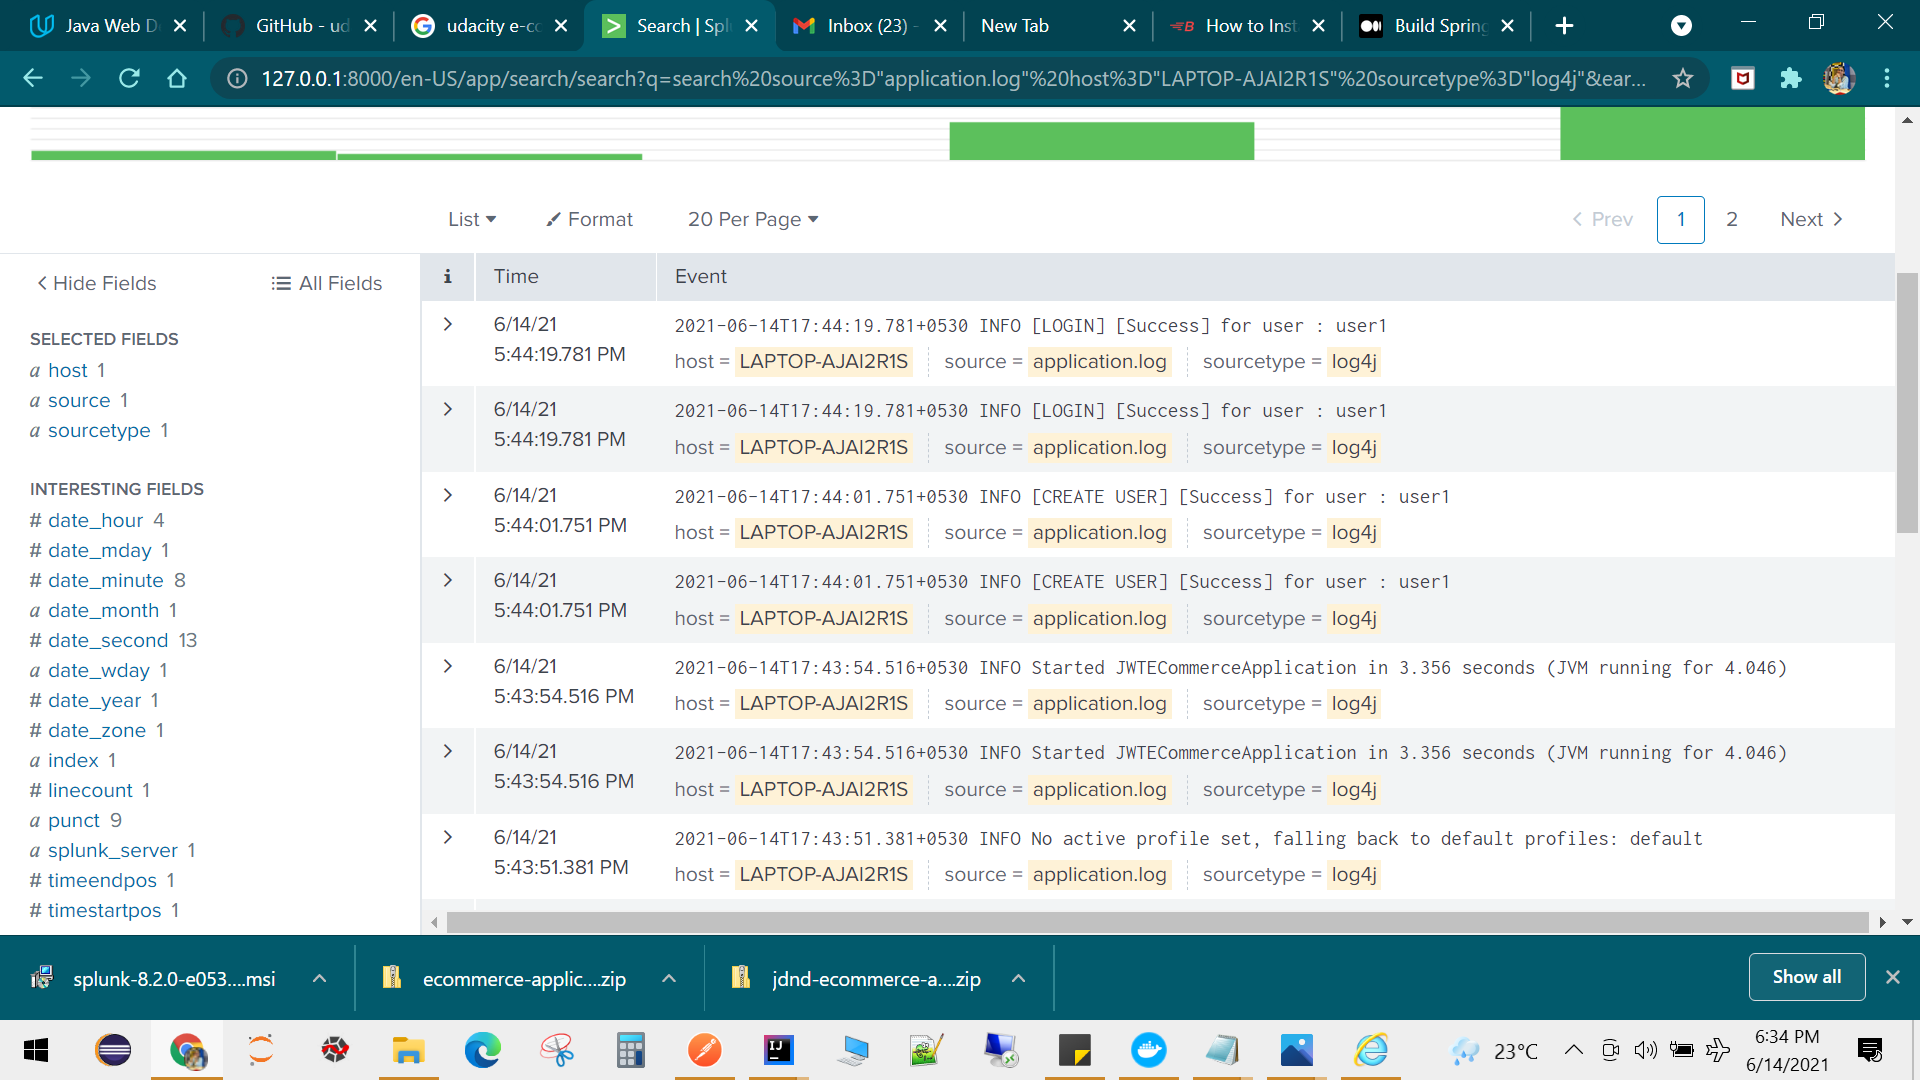 Java Web D
GitHub - ud
udacity e-co
Search | Spl
Inbox (23) -
New Tab
How to Inst
Build Spring
127.0.0.1:8000/en-US/app/search/search?q=search%20source%3D"application.log"%20host%3D"LAPTOP-AJAI2R1S"%20sourcetype%3D"log4j"&ear...
List
Format
20 Per Page
Prev 1 2 Next
Hide Fields
All Fields
SELECTED FIELDS
a host 1
a source 1
a sourcetype 1
INTERESTING FIELDS
# date_hour 4
# date_mday 1
# date_minute 8
a date_month 1
# date_second 13
a date_wday 1
# date_year 1
# date_zone 1
a index 1
# linecount 1
a punct 9
a splunk_server 1
# timeendpos 1
# timestartpos 1
i Time Event
6/14/21
5:44:19.781 PM
2021-06-14T17:44:19.781+0530 INFO [LOGIN] [Success] for user : user1
host = LAPTOP-AJAI2R1S source = application.log sourcetype = log4j
6/14/21
5:44:19.781 PM
2021-06-14T17:44:19.781+0530 INFO [LOGIN] [Success] for user : user1
host = LAPTOP-AJAI2R1S source = application.log sourcetype = log4j
6/14/21
5:44:01.751 PM
2021-06-14T17:44:01.751+0530 INFO [CREATE USER] [Success] for user : user1
host = LAPTOP-AJAI2R1S source = application.log sourcetype = log4j
6/14/21
5:44:01.751 PM
2021-06-14T17:44:01.751+0530 INFO [CREATE USER] [Success] for user : user1
host = LAPTOP-AJAI2R1S source = application.log sourcetype = log4j
6/14/21
5:43:54.516 PM
2021-06-14T17:43:54.516+0530 INFO Started JWTECommerceApplication in 3.356 seconds (JVM running for 4.046)
host = LAPTOP-AJAI2R1S source = application.log sourcetype = log4j
6/14/21
5:43:54.516 PM
2021-06-14T17:43:54.516+0530 INFO Started JWTECommerceApplication in 3.356 seconds (JVM running for 4.046)
host = LAPTOP-AJAI2R1S source = application.log sourcetype = log4j
6/14/21
5:43:51.381 PM
2021-06-14T17:43:51.381+0530 INFO No active profile set, falling back to default profiles: default
host = LAPTOP-AJAI2R1S source = application.log sourcetype = log4j
splunk-8.2.0-e053....msi
ecommerce-applic....zip
jdnd-ecommerce-a....zip
Show all
23°C
6:34 PM
6/14/2021